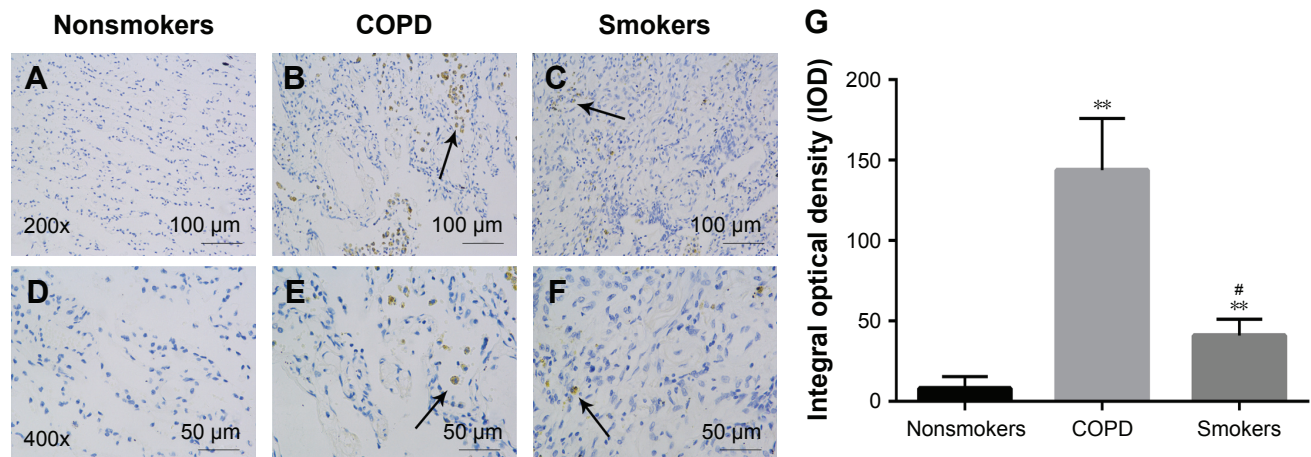 Nonsmokers COPD Smokers
A B C
200x 100 µm 100 µm 100 µm
D E F
400x 50 µm 50 µm 50 µm
G
Integral optical density (IOD)
200
150
100
50
0
**
#
**
Nonsmokers COPD Smokers